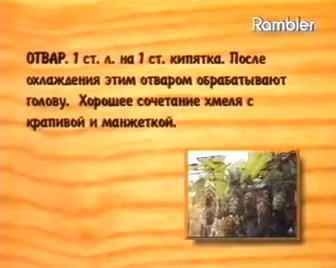 Rambler
ОТВАР. 1 ст. л. на 1 ст. кипятка. После
охлаждения этим отваром обрабатывают
голову. Хорошее сочетание хмеля с
крапивой и манжеткой.